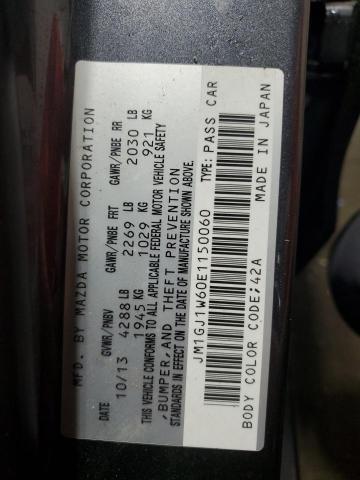 MFD. BY MAZDA MOTOR CORPORATION
DATE GVWR/PNBV GAWR/PNBE FRT GAWR/PNBE RR
10/13 4288 LB 2269 LB 2030 LB
1945 KG 1029 KG 921 KG
THIS VEHICLE CONFORMS TO ALL APPLICABLE FEDERAL MOTOR VEHICLE SAFETY
,BUMPER,AND THEFT PREVENTION
STANDARDS IN EFFECT ON THE DATE OF MANUFACTURE SHOWN ABOVE.
JM1GJ1W60E1150060 TYPE: PASS CAR
BODY COLOR CODE:42A MADE IN JAPAN